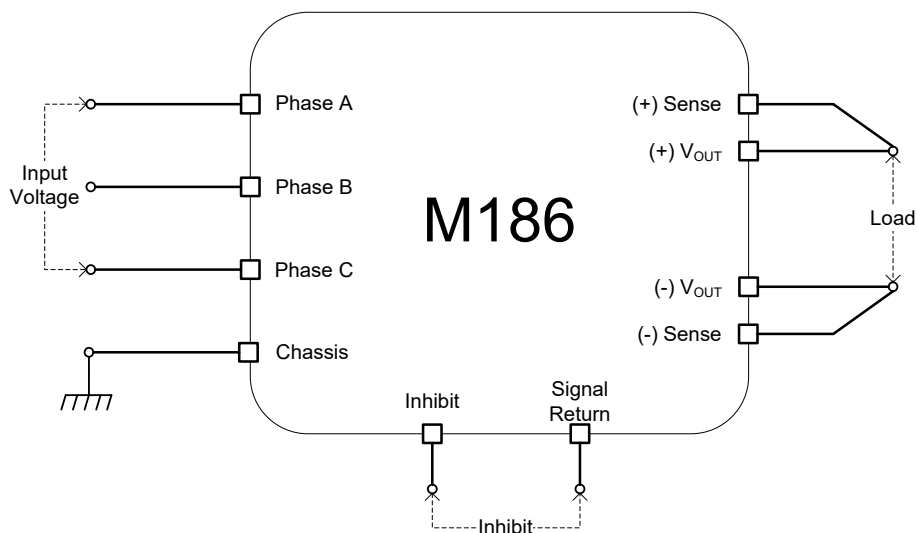 Phase A
(+) Sense
(+) VOUT
Input
Voltage
Phase B
M186
Load
Phase C
(-) VOUT
(-) Sense
Chassis
Inhibit
Signal
Return
Inhibit